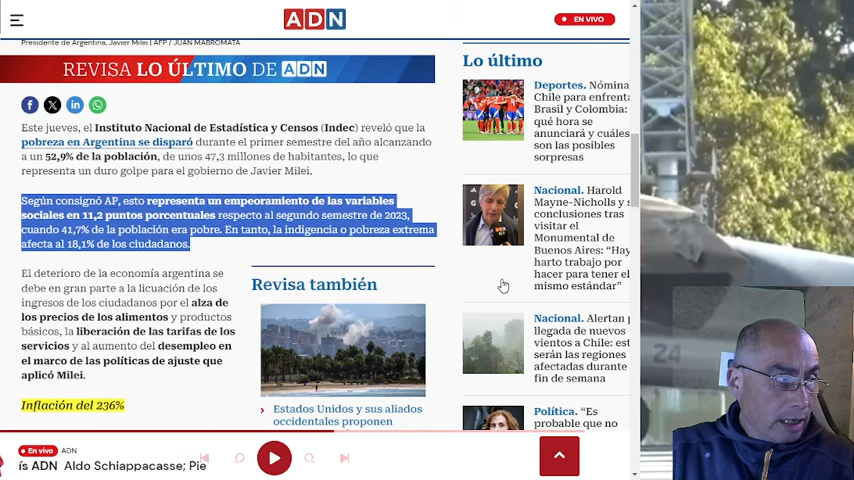 ADN
EN VIVO
Presidente de Argentina, Javier Milei | AFP / JUAN MABROMATA
REVISA LO ÚLTIMO DE ADN
Este jueves, el Instituto Nacional de Estadística y Censos (Indec) reveló que la
pobreza en Argentina se disparó durante el primer semestre del año alcanzando
a un 52,9% de la población, de unos 47,3 millones de habitantes, lo que
representa un duro golpe para el gobierno de Javier Milei.
Según consignó AP, esto representa un empeoramiento de las variables
sociales en 11,2 puntos porcentuales respecto al segundo semestre de 2023,
cuando 41,7% de la población era pobre. En tanto, la indigencia o pobreza extrema
afecta al 18,1% de los ciudadanos.
El deterioro de la economía argentina se
debe en gran parte a la licuación de los
ingresos de los ciudadanos por el alza de
los precios de los alimentos y productos
básicos, la liberación de las tarifas de los
servicios y al aumento del desempleo en
el marco de las políticas de ajuste que
aplicó Milei.
Inflación del 236%
Revisa también
Estados Unidos y sus aliados
occidentales proponen
Lo último
Deportes. Nómina
Chile para enfrenta
Brasil y Colombia:
qué hora se
anunciará y cuáles
son las posibles
sorpresas
Nacional. Harold
Mayne-Nicholls y s
conclusiones tras
visitar el
Monumental de
Buenos Aires: “Hay
harto trabajo por
hacer para tener el
mismo estándar”
Nacional. Alertan p
llegada de nuevos
vientos a Chile: est
serán las regiones
afectadas durante
fin de semana
Política. “Es
probable que no
En vivo ADN
ís ADN Aldo Schiappacasse; Pie
24